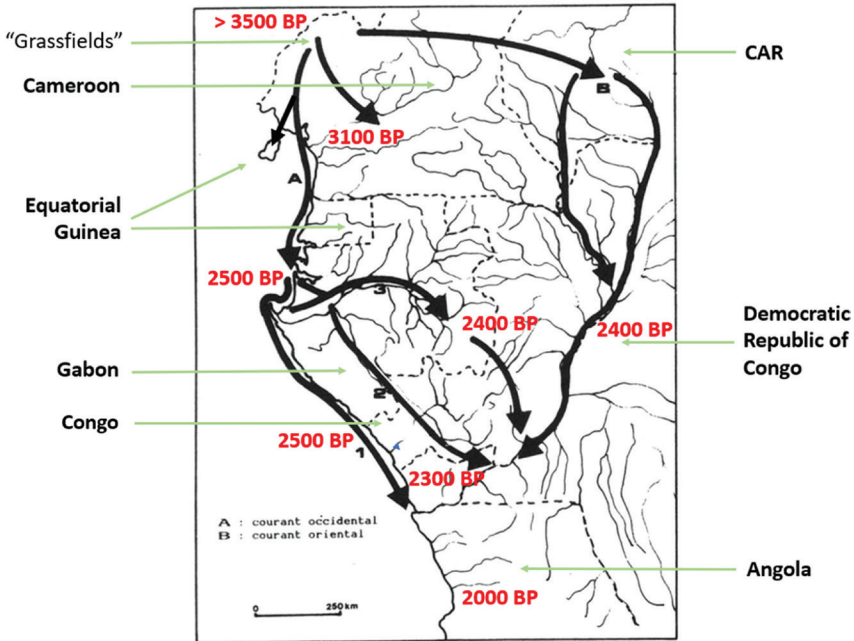 > 3500 BP
“Grassfields”
CAR
Cameroon
B
3100 BP
A
Equatorial
Guinea
2500 BP
3
2400 BP
2400 BP
Democratic
Republic of
Congo
Gabon
2
Congo
2500 BP
1
2300 BP
A : courant occidental
B : courant oriental
Angola
2000 BP
0
250 km